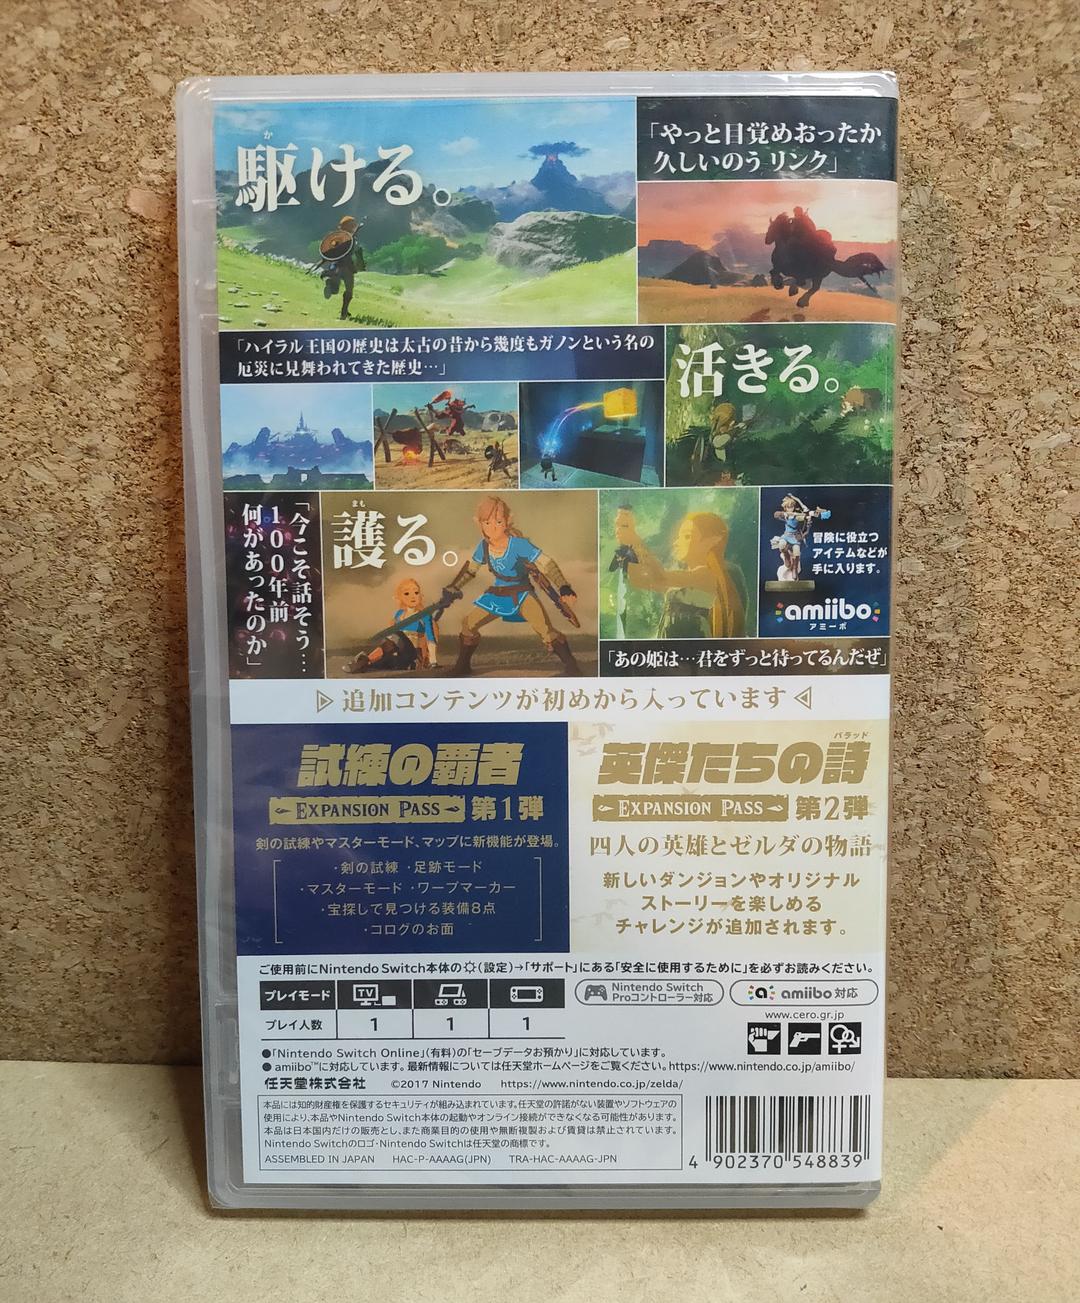 か
駆ける。
「やっと目覚めおったか
久しいのう リンク」
「ハイラル王国の歴史は太古の昔から幾度もガノンという名の
厄災に見舞われてきた歴史…」
活きる。
「今こそ話そう…
100年前
何があったのか」
まも
護る。
冒険に役立つ
アイテムなどが
手に入ります。
amiibo
アミーボ
「あの姫は…君をずっと待ってるんだぜ」
追加コンテンツが初めから入っています
試練の覇者
EXPANSION PASS 第1弾
剣の試練やマスターモード、マップに新機能が登場。
・剣の試練 ・足跡モード
・マスターモード ・ワープマーカー
・宝探しで見つける装備8点
・コログのお面
バラッド
英傑たちの詩
EXPANSION PASS 第2弾
四人の英雄とゼルダの物語
新しいダンジョンやオリジナル
ストーリーを楽しめる
チャレンジが追加されます。
ご使用前にNintendo Switch本体の(設定)→「サポート」にある「安全に使用するために」を必ずお読みください。
プレイモード TV
プレイ人数 1 1 1
Nintendo Switch
Proコントローラー対応
amiibo 対応
www.cero.gr.jp
●「Nintendo Switch Online」(有料)の「セーブデータお預かり」に対応しています。
●amiibo™に対応しています。最新情報については任天堂ホームページをご覧ください。https://www.nintendo.co.jp/amiibo/
任天堂株式会社 ©2017 Nintendo https://www.nintendo.co.jp/zelda/
本品には知的財産権を保護するセキュリティが組み込まれています。任天堂の許諾がない装置やソフトウェアの
使用により、本品やNintendo Switch本体の起動やオンライン接続ができなくなる可能性があります。
本品は日本国内だけの販売とし、また商業目的の使用や無断複製および賃貸は禁止されています。
Nintendo Switchのロゴ・Nintendo Switchは任天堂の商標です。
ASSEMBLED IN JAPAN HAC-P-AAAAG(JPN) TRA-HAC-AAAAG-JPN
4 902370 548839